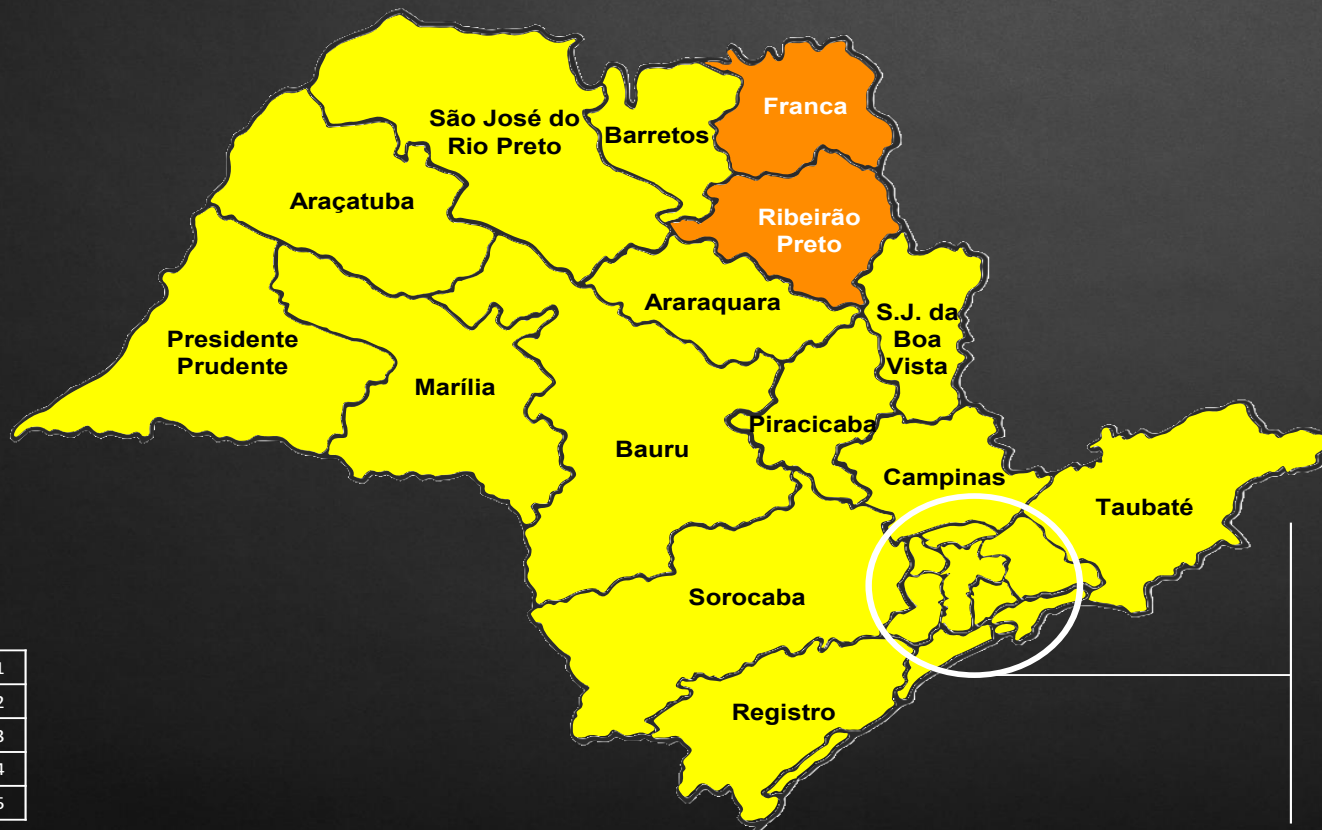 Franca
São José do
Rio Preto
Barretos
Araçatuba
Ribeirão
Preto
Araraquara
S.J. da
Boa
Vista
Presidente
Prudente
Marília
Piracicaba
Bauru
Campinas
Taubaté
Sorocaba
Registro
1
2
3
4
5